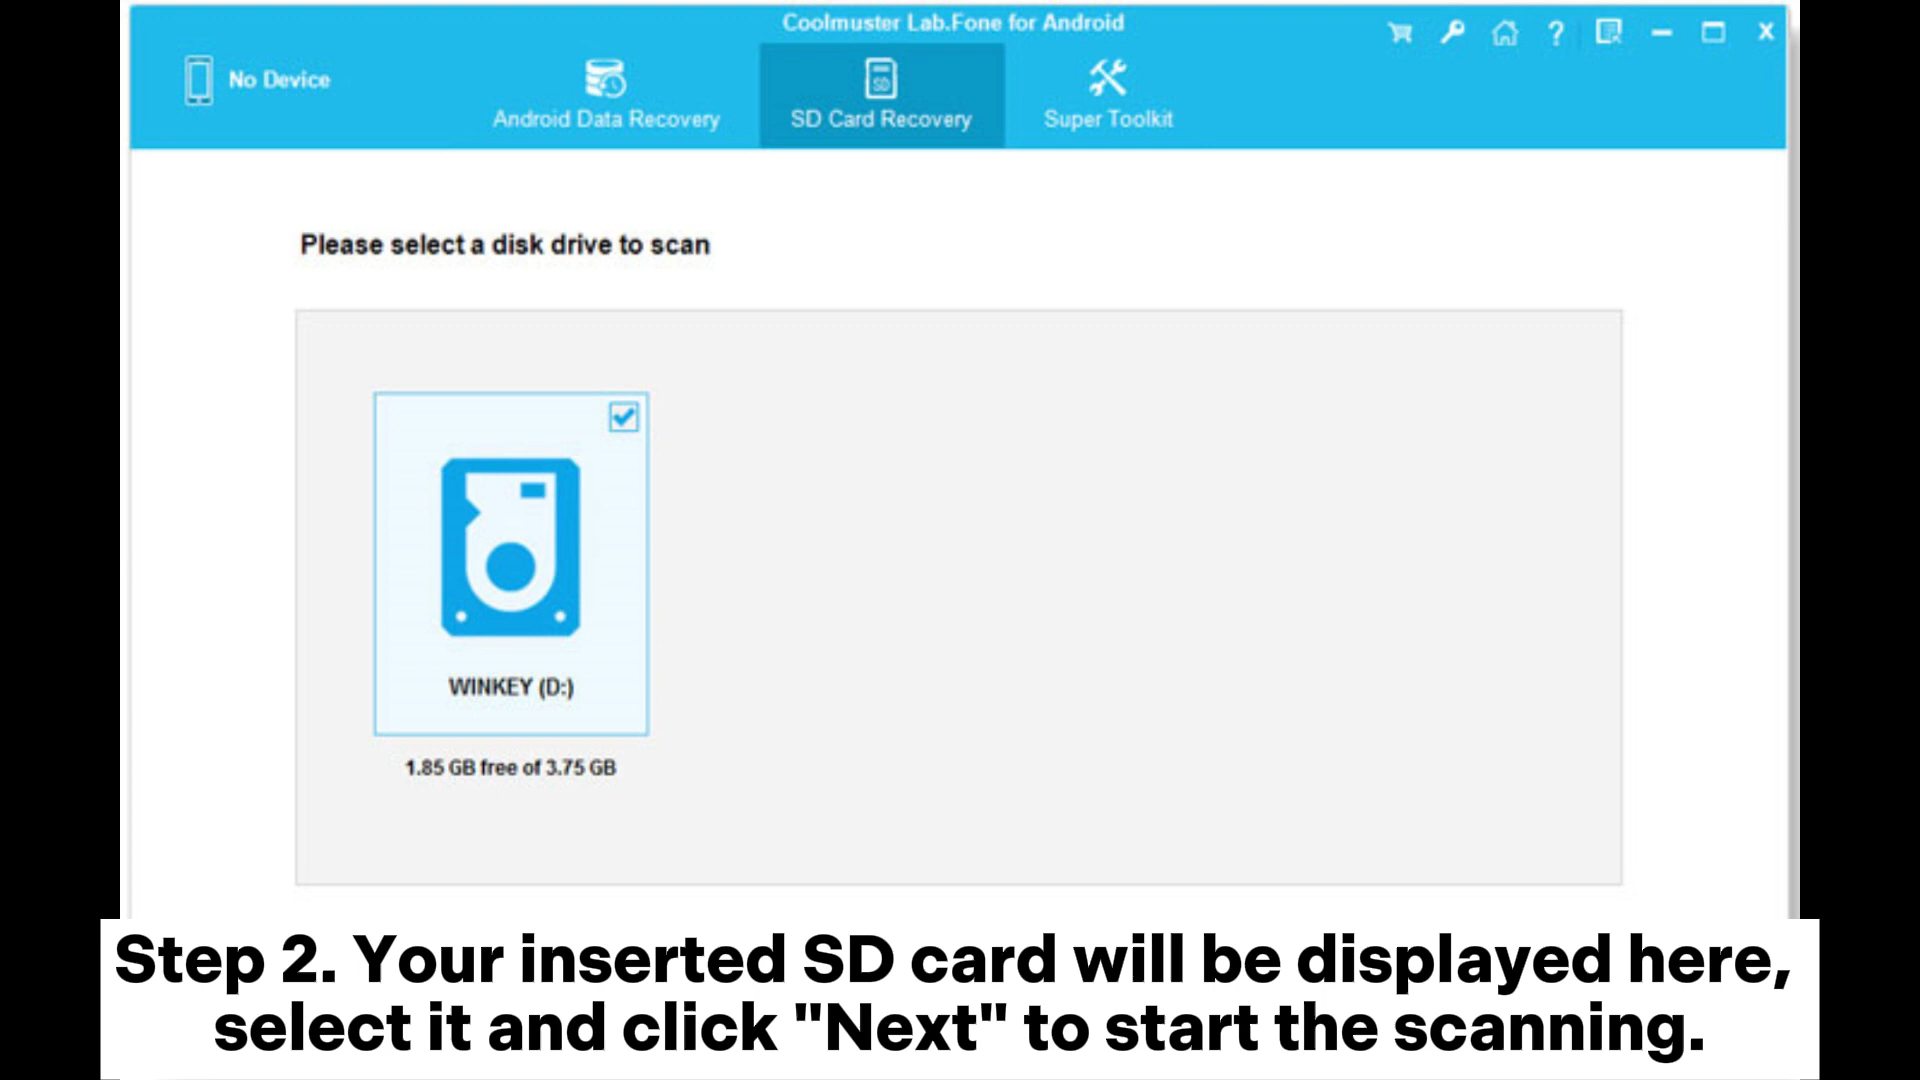 Coolmuster Lab.Fone for Android
No Device
Android Data Recovery
SD Card Recovery
Super Toolkit
Please select a disk drive to scan
WINKEY (D:)
1.85 GB free of 3.75 GB
Step 2. Your inserted SD card will be displayed here,
select it and click "Next" to start the scanning.